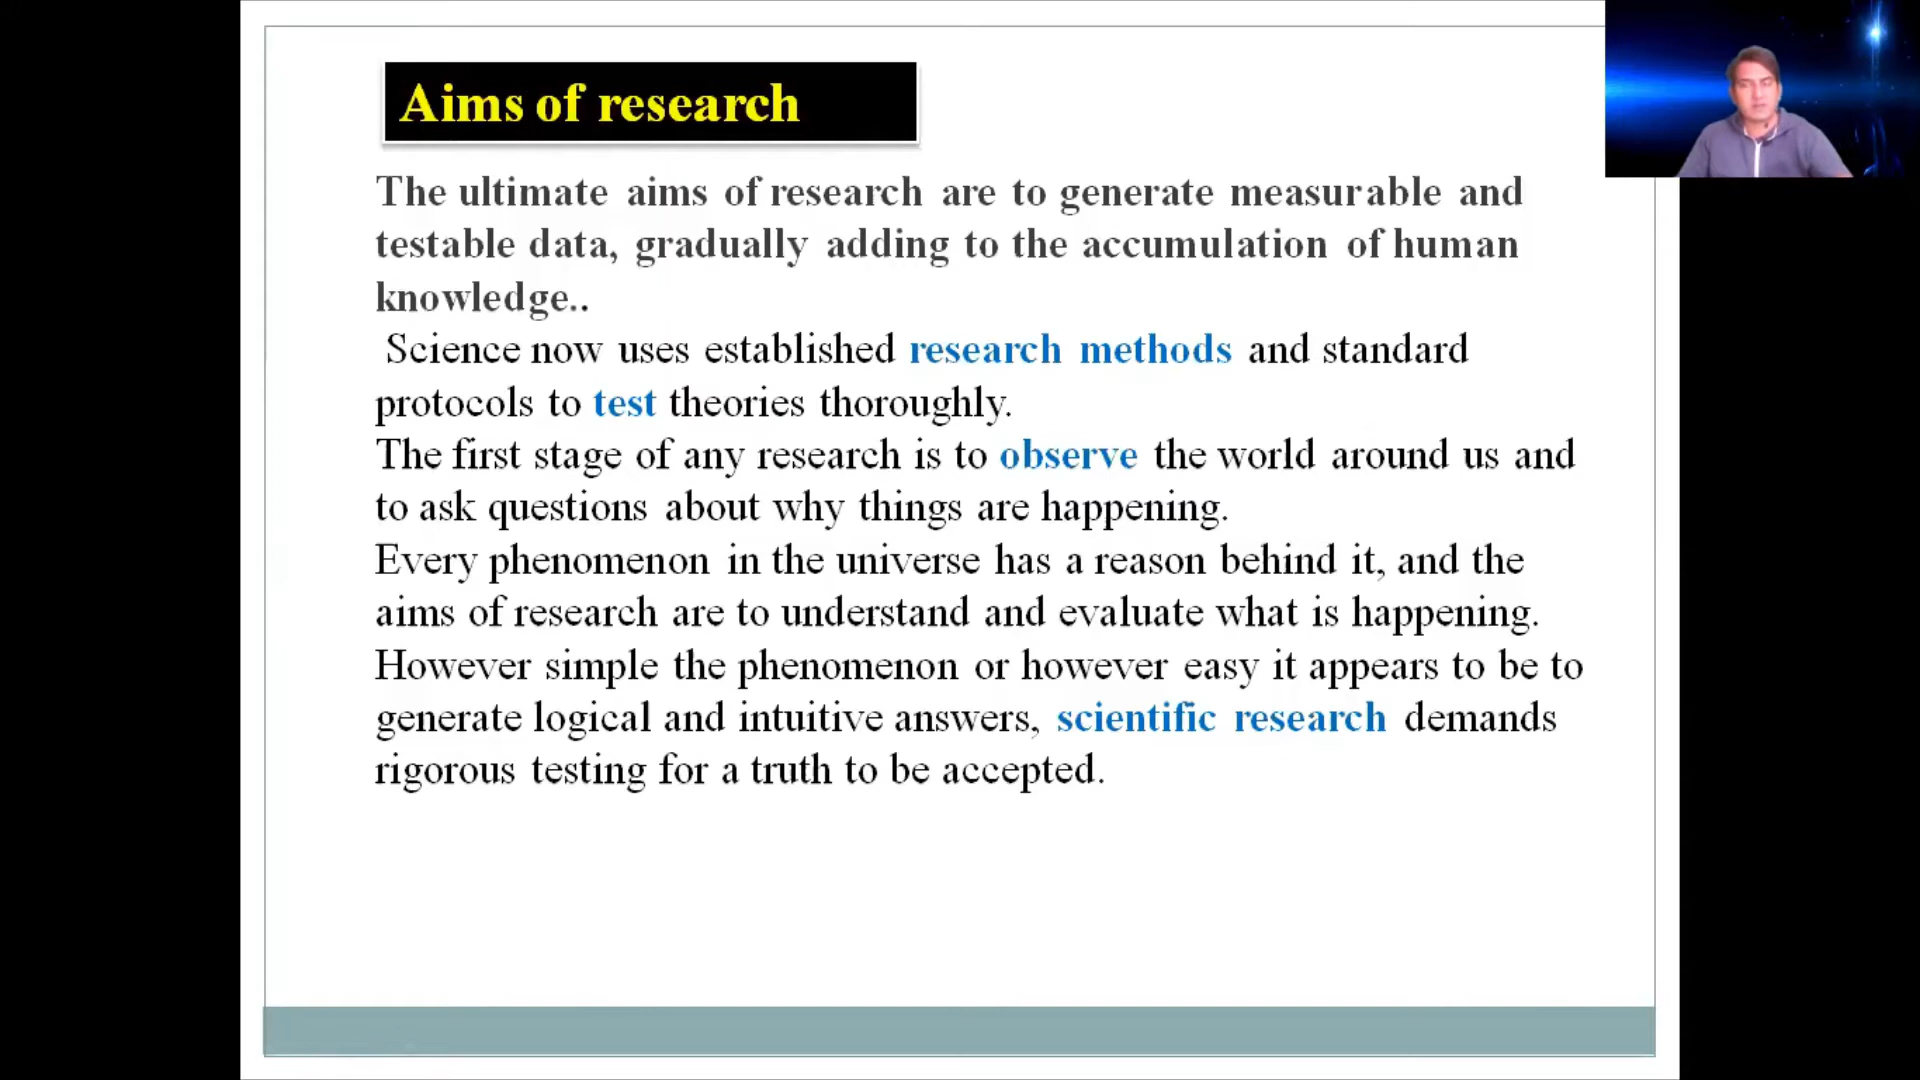 Aims of research
The ultimate aims of research are to generate measurable and
testable data, gradually adding to the accumulation of human
knowledge..
Science now uses established research methods and standard
protocols to test theories thoroughly.
The first stage of any research is to observe the world around us and
to ask questions about why things are happening.
Every phenomenon in the universe has a reason behind it, and the
aims of research are to understand and evaluate what is happening.
However simple the phenomenon or however easy it appears to be to
generate logical and intuitive answers, scientific research demands
rigorous testing for a truth to be accepted.